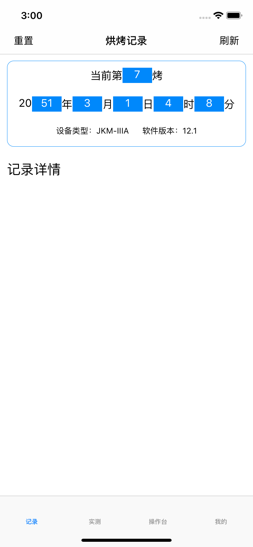 3:00
重置 烘烤记录 刷新
当前第 7 烤
20 51 年 3 月 1 日 4 时 8 分
设备类型: JKM-IIIA 软件版本: 12.1
记录详情
记录 实测 操作台 我的